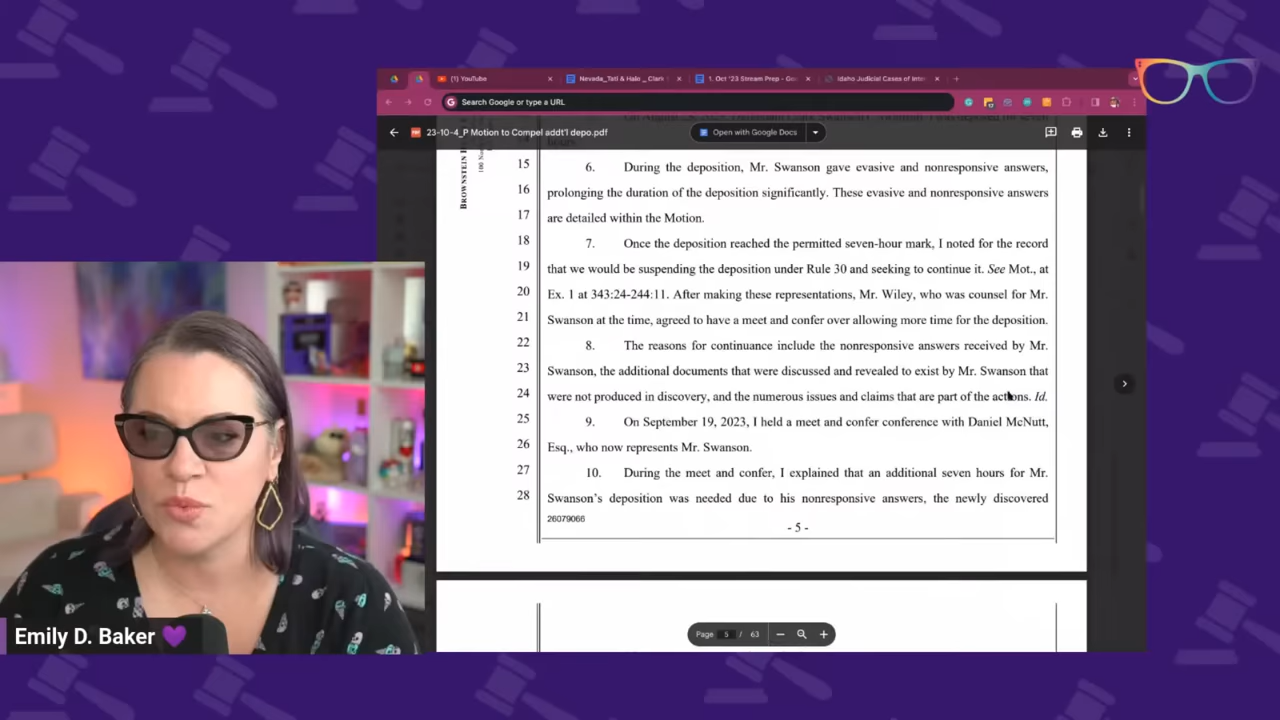 (1) YouTube
Nevada_Tati & Halo _ Clark
1. Oct '23 Stream Prep - Goo
Idaho Judicial Cases of Inter
Search Google or type a URL
23-10-4_P Motion to Compel addt'l depo.pdf
Open with Google Docs
BROWNSTEIN
15 6. During the deposition, Mr. Swanson gave evasive and nonresponsive answers,
16 prolonging the duration of the deposition significantly. These evasive and nonresponsive answers
17 are detailed within the Motion.
18 7. Once the deposition reached the permitted seven-hour mark, I noted for the record
19 that we would be suspending the deposition under Rule 30 and seeking to continue it. See Mot., at
20 Ex. 1 at 343:24-244:11. After making these representations, Mr. Wiley, who was counsel for Mr.
21 Swanson at the time, agreed to have a meet and confer over allowing more time for the deposition.
22 8. The reasons for continuance include the nonresponsive answers received by Mr.
23 Swanson, the additional documents that were discussed and revealed to exist by Mr. Swanson that
24 were not produced in discovery, and the numerous issues and claims that are part of the actions. Id.
25 9. On September 19, 2023, I held a meet and confer conference with Daniel McNutt,
26 Esq., who now represents Mr. Swanson.
27 10. During the meet and confer, I explained that an additional seven hours for Mr.
28 Swanson's deposition was needed due to his nonresponsive answers, the newly discovered
26079066
- 5 -
Page 5 / 63
Emily D. Baker